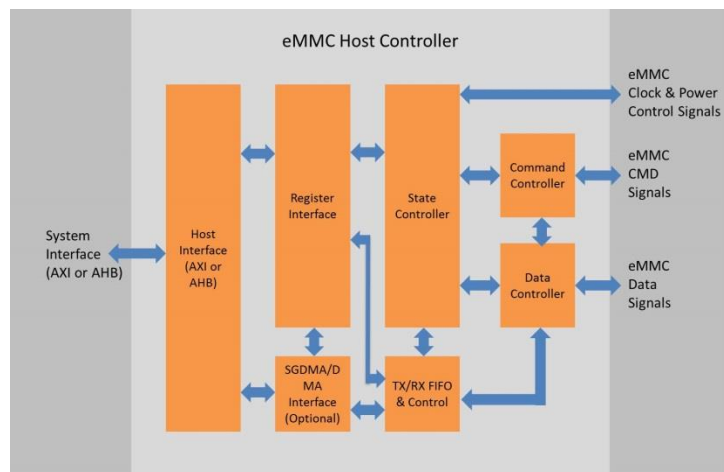 eMMC Host Controller
eMMC
Clock & Power
Control Signals
eMMC
CMD
Signals
Command
Controller
Register
Interface
State
Controller
System
Interface
(AXI or AHB)
Host
Interface
(AXI or
AHB)
Data
Controller
eMMC
Data
Signals
SGDMA/D
MA
Interface
(Optional)
TX/RX FIFO
& Control